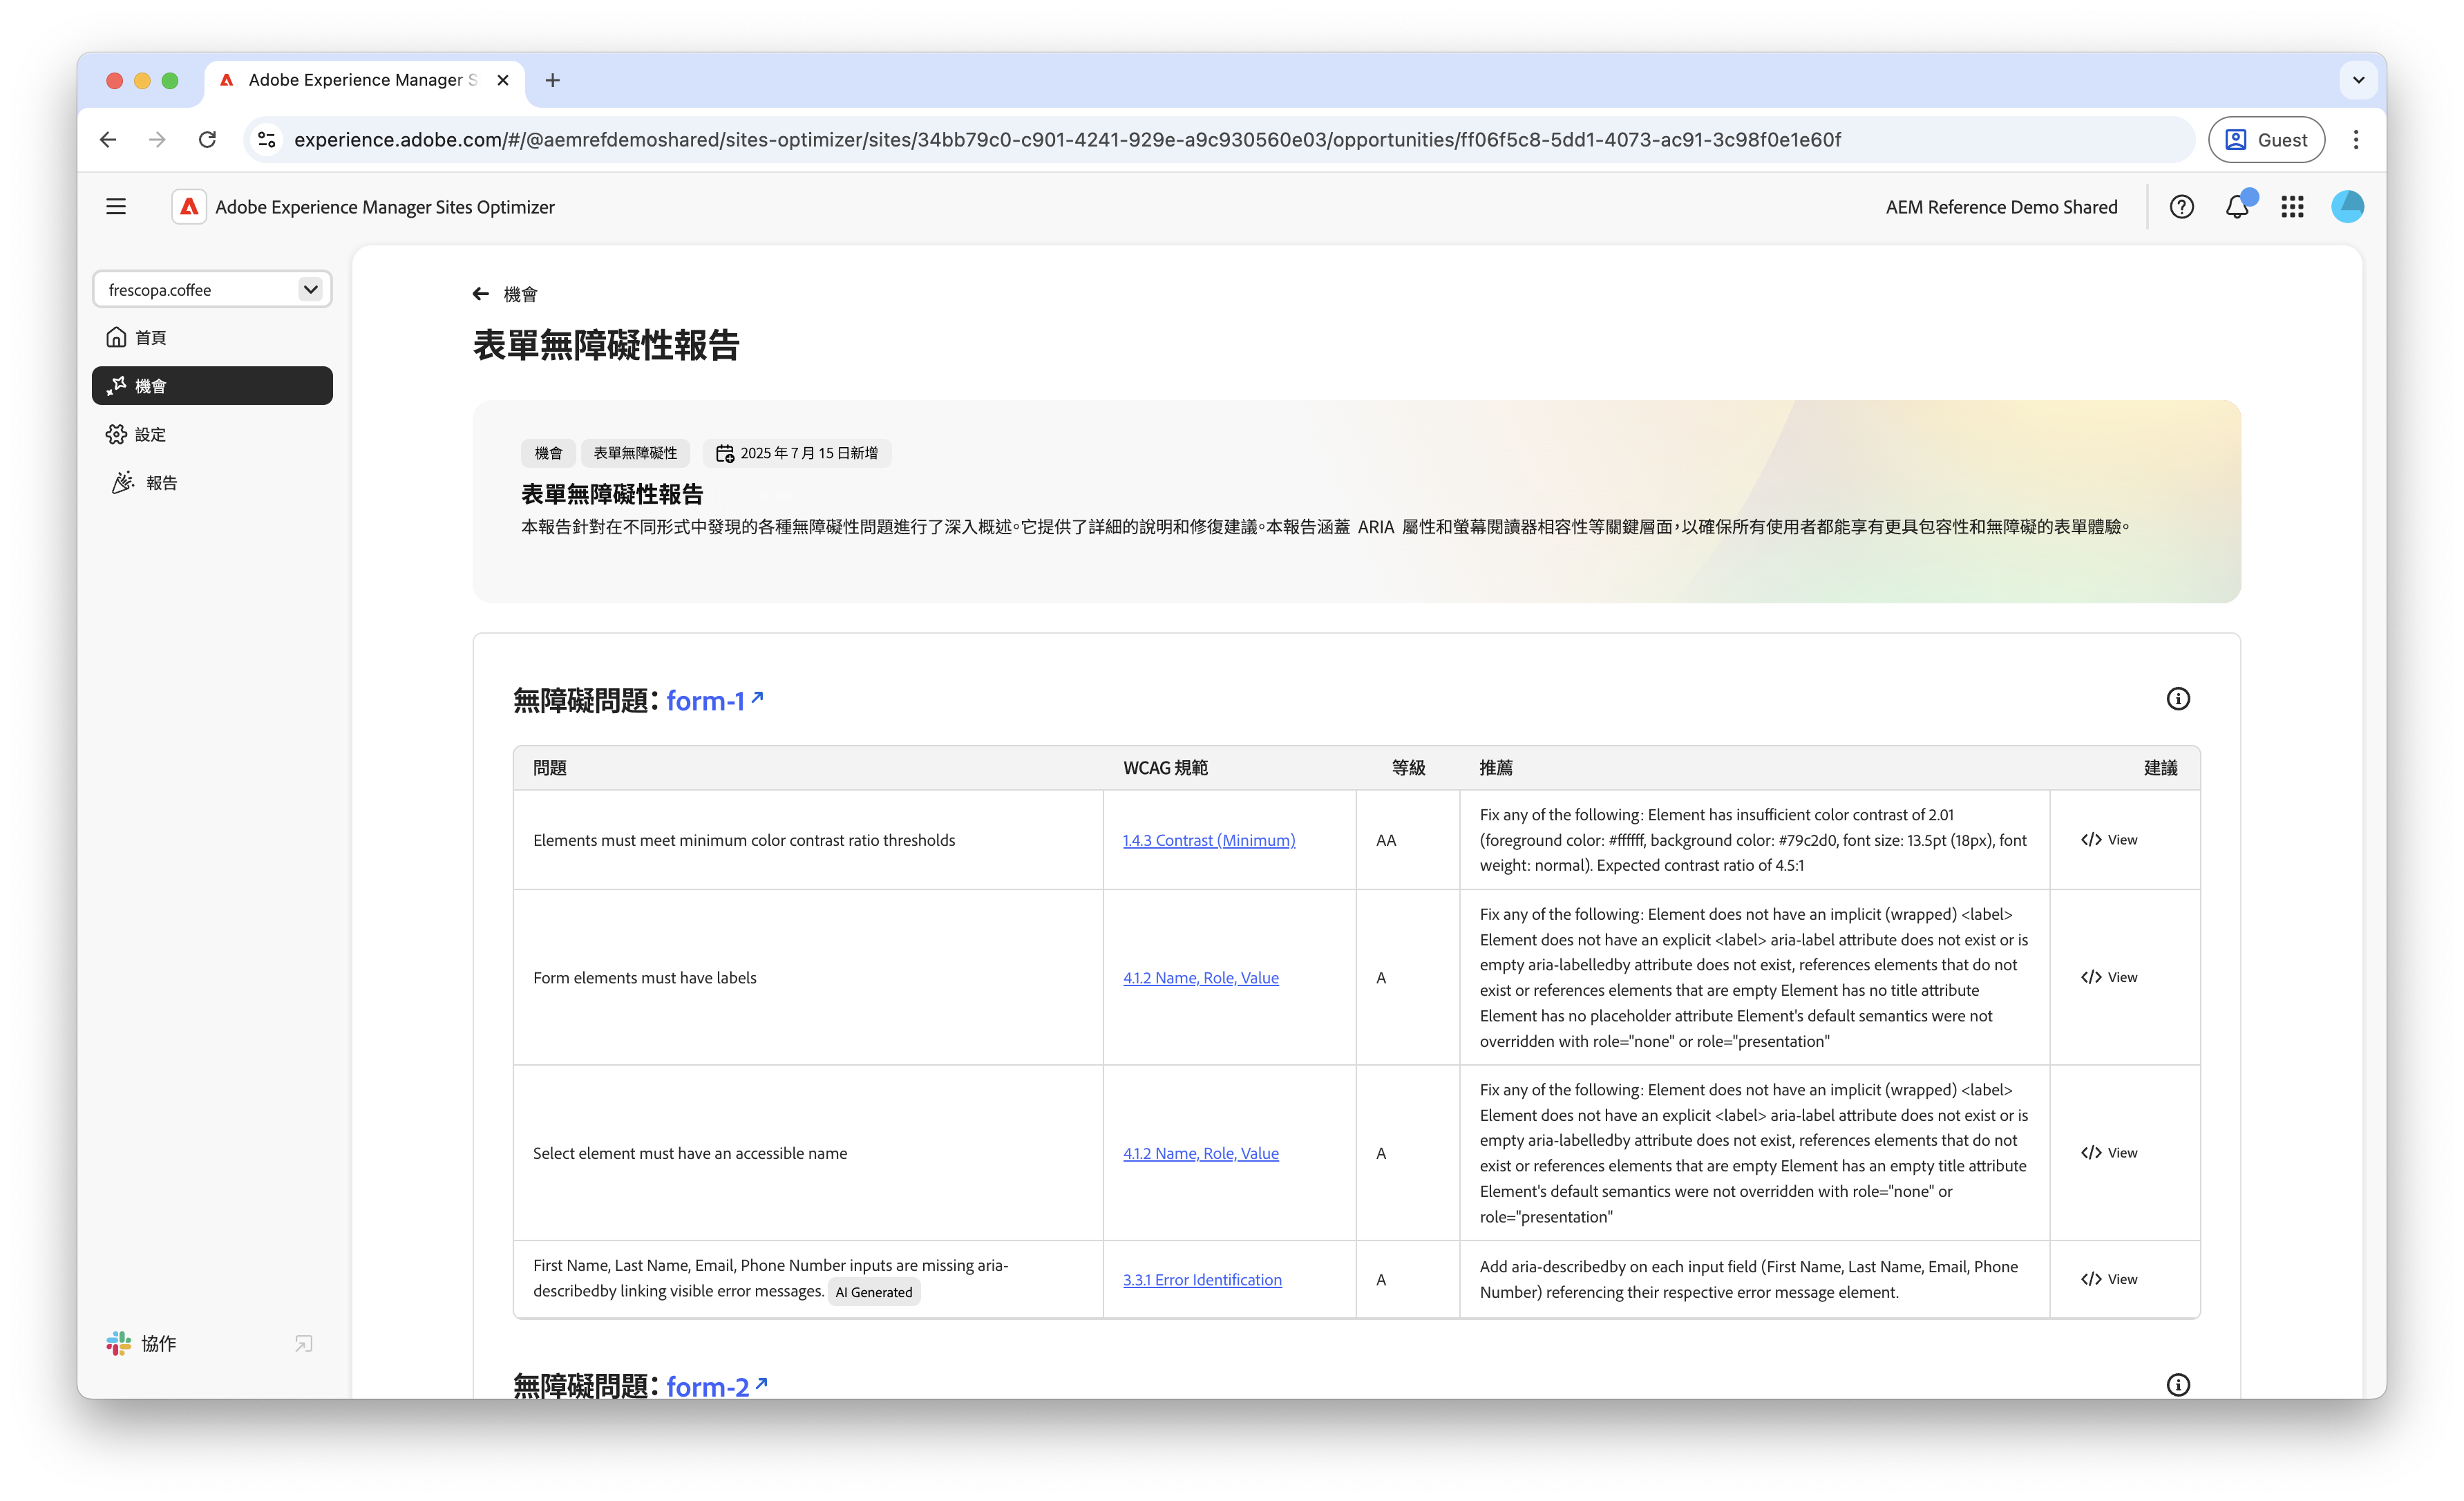 Adobe Experience Manager S
experience.adobe.com/#/@aemrefdemoshared/sites-optimizer/sites/34bb79c0-c901-4241-929e-a9c930560e03/opportunities/ff06f5c8-5dd1-4073-ac91-3c98f0e1e60f
Guest
Adobe Experience Manager Sites Optimizer
AEM Reference Demo Shared
frescopa.coffee
首頁
機會
設定
報告
協作
機會
表單無障礙性報告
機會
表單無障礙性
2025 年 7 月 15 日新增
表單無障礙性報告
本報告針對在不同形式中發現的各種無障礙性問題進行了深入概述。它提供了詳細的說明和修復建議。本報告涵蓋 ARIA 屬性和螢幕閱讀器相容性等關鍵層面，以確保所有使用者都能享有更具包容性和無障礙的表單體驗。
無障礙問題：form-1
問題
WCAG 規範
等級
推薦
建議
Elements must meet minimum color contrast ratio thresholds
1.4.3 Contrast (Minimum)
AA
Fix any of the following: Element has insufficient color contrast of 2.01
(foreground color: #ffffff, background color: #79c2d0, font size: 13.5pt (18px), font
weight: normal). Expected contrast ratio of 4.5:1
</> View
Form elements must have labels
4.1.2 Name, Role, Value
A
Fix any of the following: Element does not have an implicit (wrapped) <label>
Element does not have an explicit <label> aria-label attribute does not exist or is
empty aria-labelledby attribute does not exist, references elements that do not
exist or references elements that are empty Element has no title attribute
Element has no placeholder attribute Element's default semantics were not
overridden with role="none" or role="presentation"
</> View
Select element must have an accessible name
4.1.2 Name, Role, Value
A
Fix any of the following: Element does not have an implicit (wrapped) <label>
Element does not have an explicit <label> aria-label attribute does not exist or is
empty aria-labelledby attribute does not exist, references elements that do not
exist or references elements that are empty Element has an empty title attribute
Element's default semantics were not overridden with role="none" or
role="presentation"
</> View
First Name, Last Name, Email, Phone Number inputs are missing aria-
describedby linking visible error messages. AI Generated
3.3.1 Error Identification
A
Add aria-describedby on each input field (First Name, Last Name, Email, Phone
Number) referencing their respective error message element.
</> View
無障礙問題：form-2